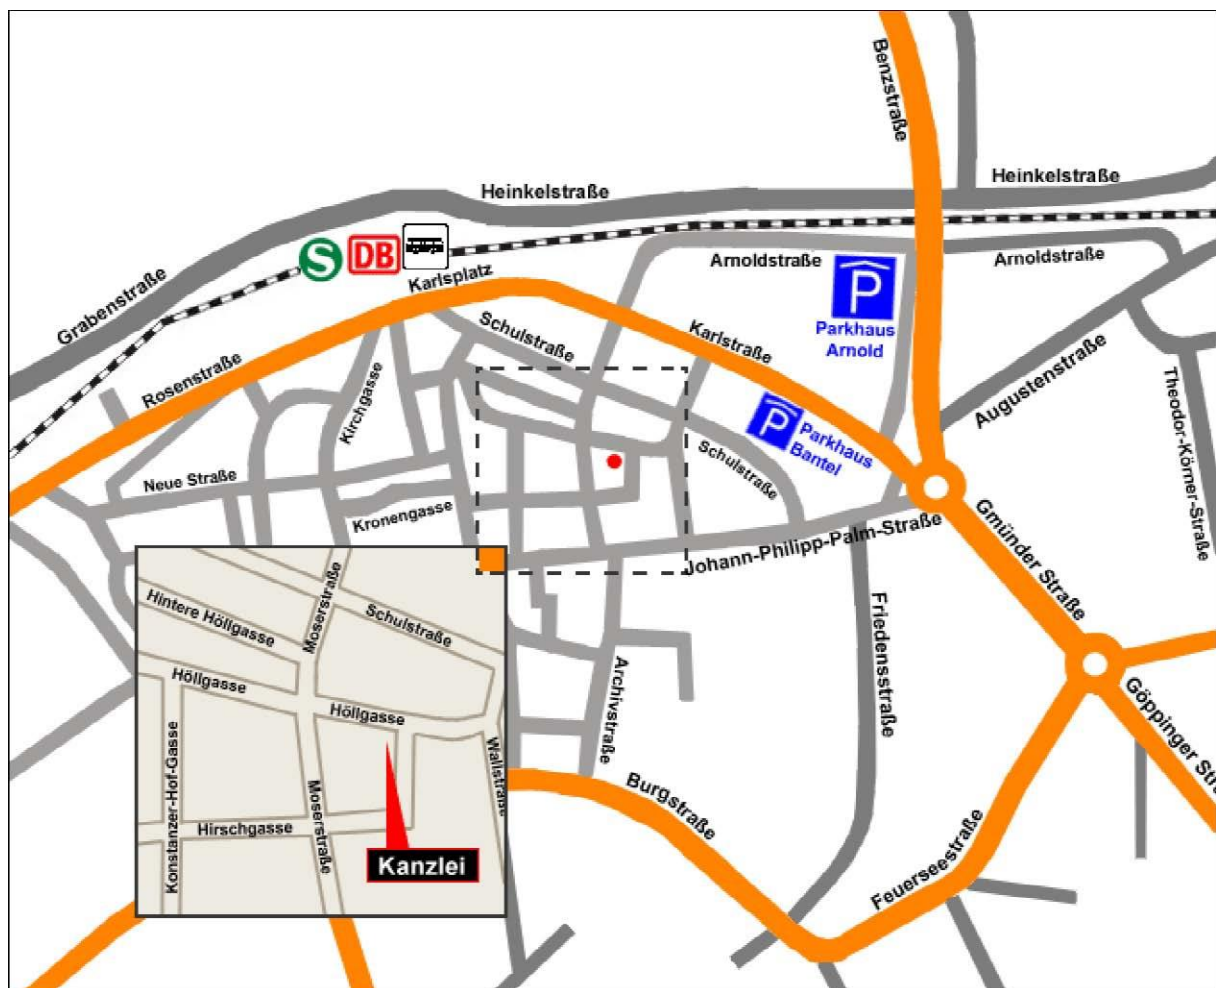 Benzstraße
Heinkelstraße
Heinkelstraße
S
DB
Karlsplatz
Arnoldstraße
Arnoldstraße
P
Parkhaus
Arnold
Grabenstraße
Rosenstraße
Schulstraße
Karlstraße
Augustenstraße
Theodor-Körner-Straße
Kirchgasse
P
Parkhaus
Bantel
Neue Straße
Schulstraße
Kronengasse
Gmünder Straße
Johann-Philipp-Palm-Straße
Friedensstraße
Archivstraße
Göppinger Stra
Burgstraße
Feuerseestraße
Moserstraße
Schulstraße
Hintere Höllgasse
Höllgasse
Höllgasse
Konstanzer-Hof-Gasse
Wallstraße
Moserstraße
Hirschgasse
Kanzlei